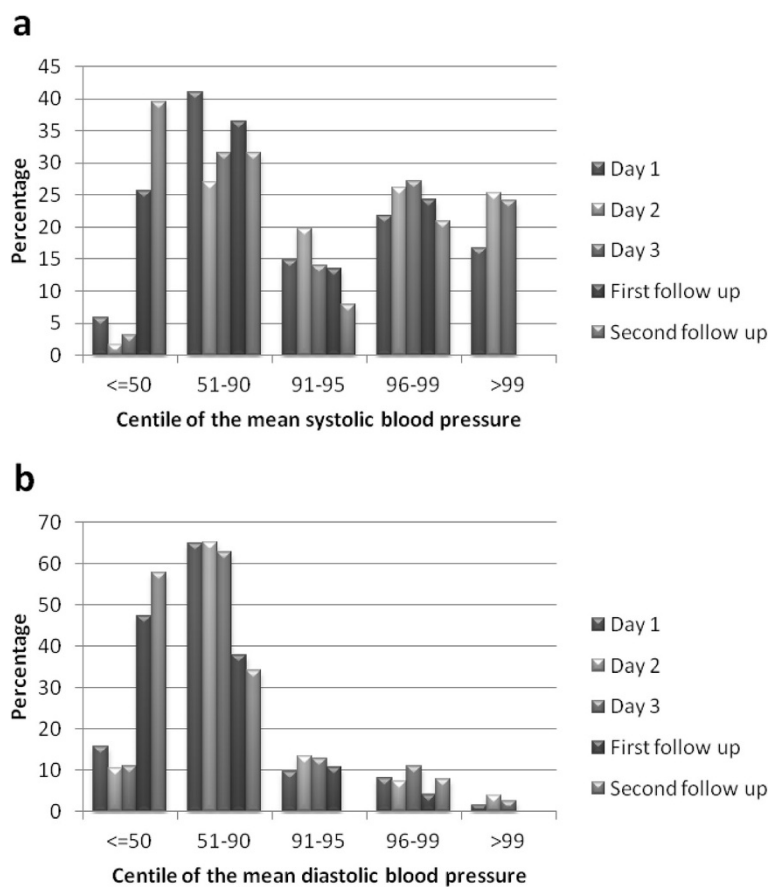 a
45
40
35
30
25
20
15
10
5
0
Percentage
<=50 51-90 91-95 96-99 >99
Centile of the mean systolic blood pressure
Day 1
Day 2
Day 3
First follow up
Second follow up
b
70
60
50
40
30
20
10
0
Percentage
<=50 51-90 91-95 96-99 >99
Centile of the mean diastolic blood pressure
Day 1
Day 2
Day 3
First follow up
Second follow up